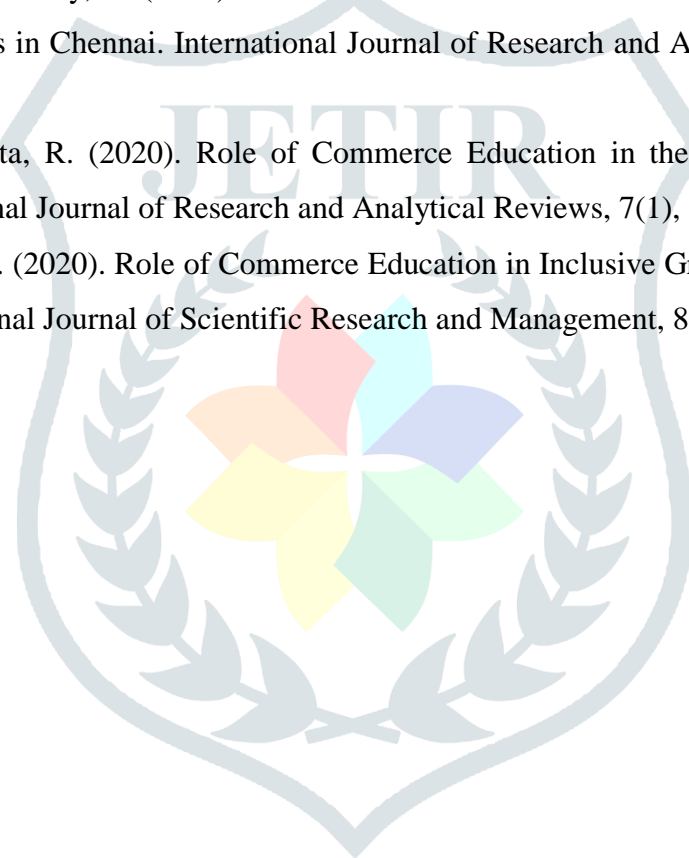 s in Chennai. International Journal of Research and A
JETIR
ta, R. (2020). Role of Commerce Education in the
nal Journal of Research and Analytical Reviews, 7(1),
. (2020). Role of Commerce Education in Inclusive Gr
nal Journal of Scientific Research and Management, 8